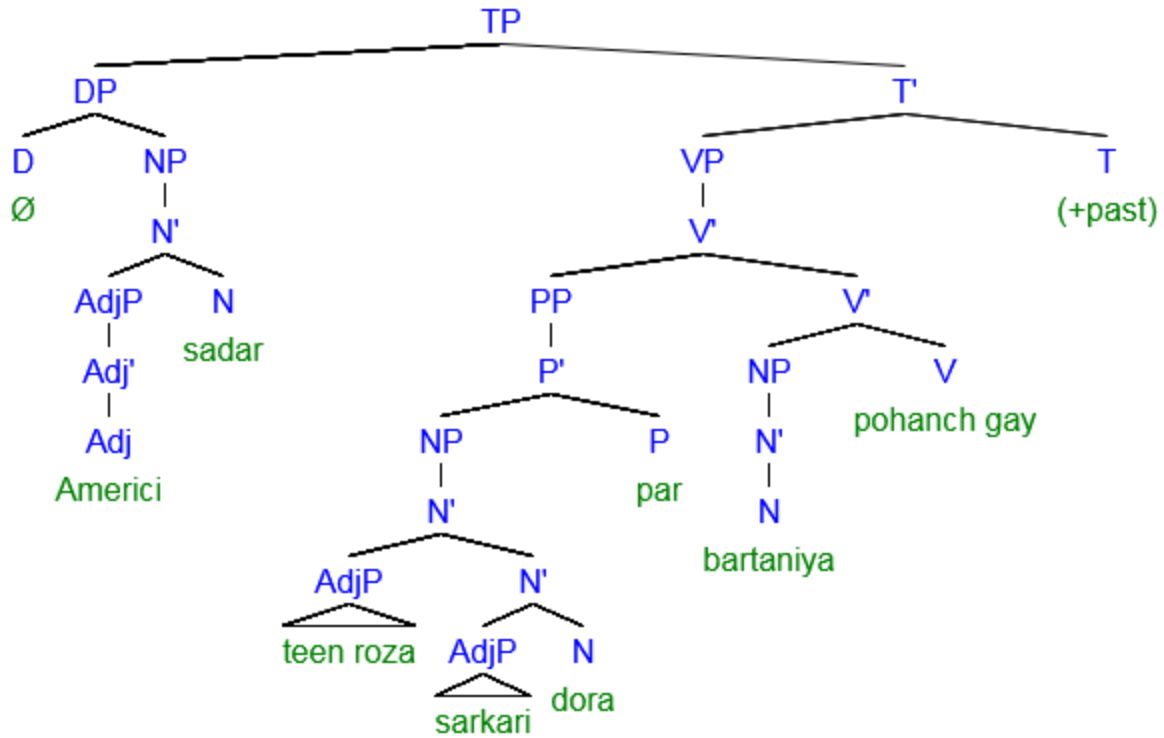 TP
DP T'
D NP VP T
Ø (+past)
N' V'
AdjP N PP V'
sadar
Adj' P' NP V
pohanch gay
Adj NP P N'
Americi par
N' N
bartaniya
AdjP N'
teen roza AdjP N
dora
sarkari